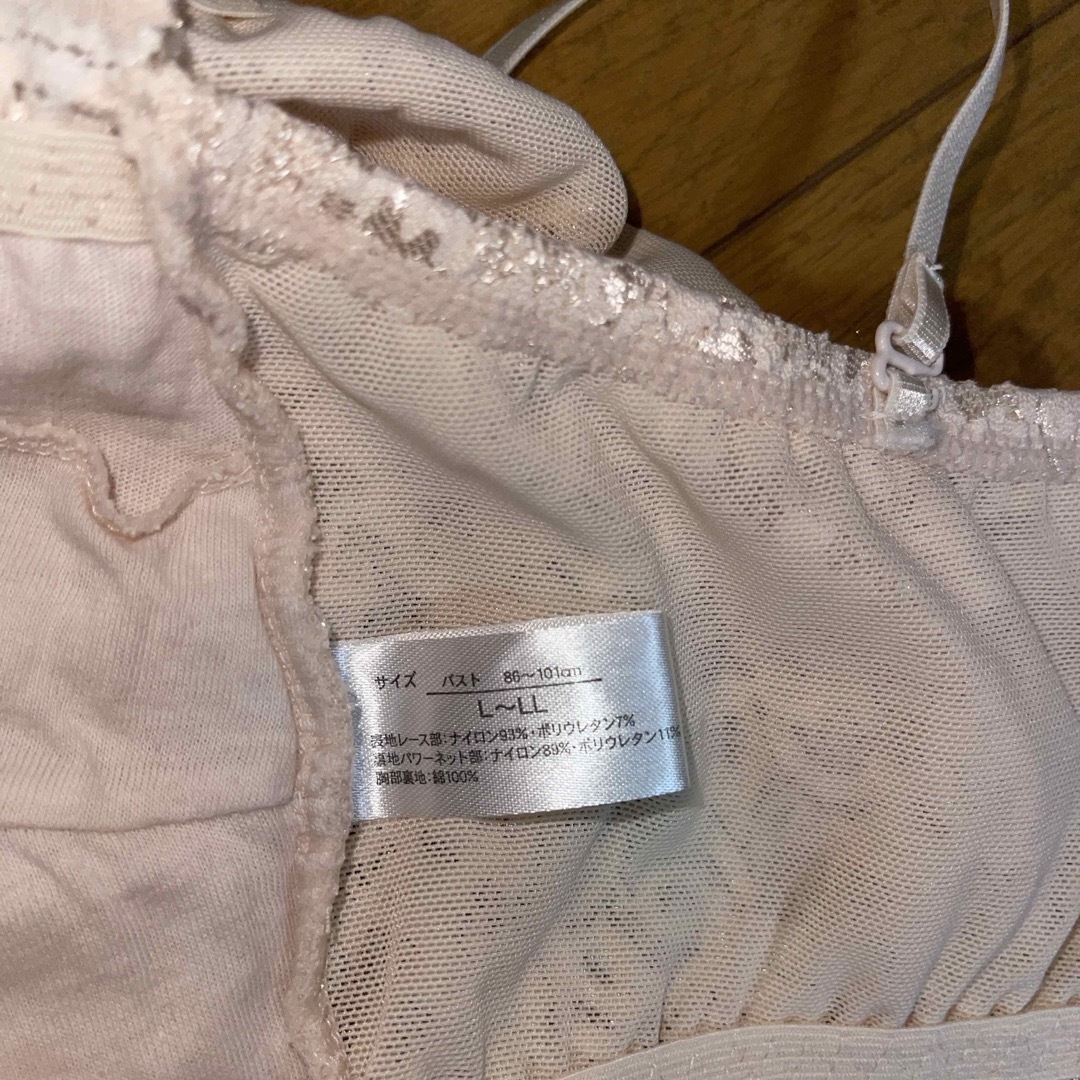 サイズ バスト 86～101cm
L～LL
表地レース部：ナイロン93%・ポリウレタン7%
裏地パワーネット部：ナイロン89%・ポリウレタン11%
胸部裏地：綿100%